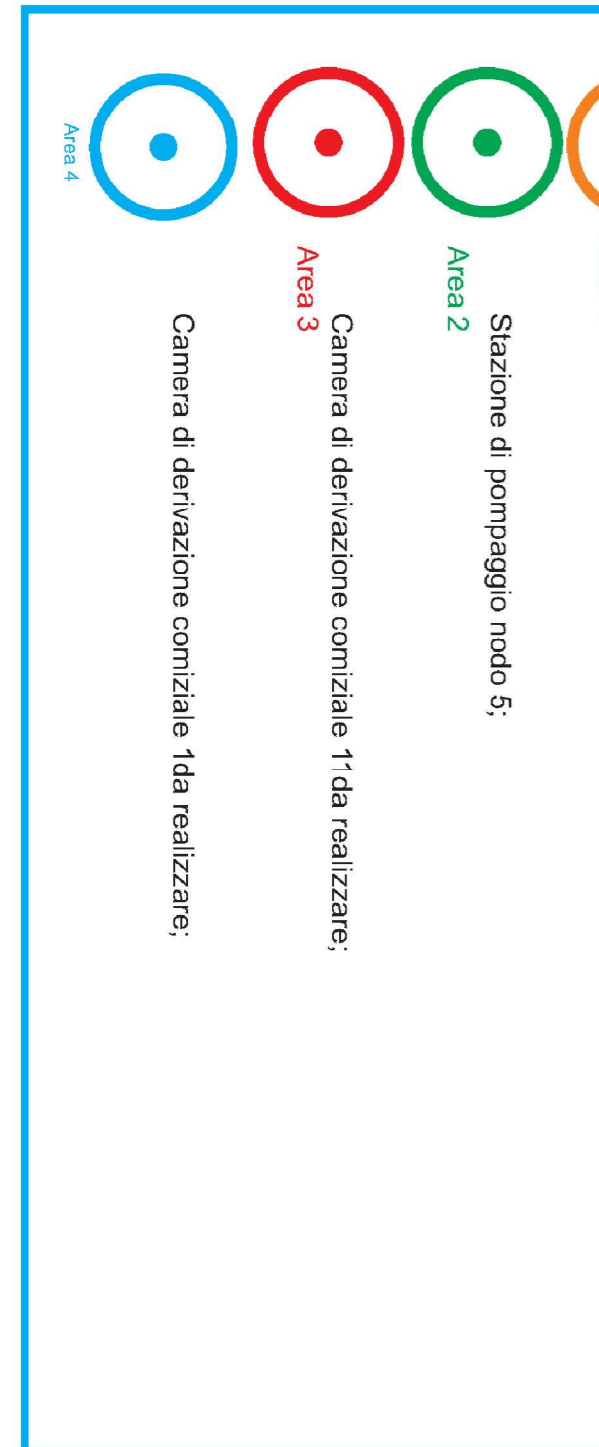 Stazione di pompaggio nodo 5;
Area 2
Camera di derivazione comiziale 11da realizzare;
Area 3
Camera di derivazione comiziale 1da realizzare;
Area 4